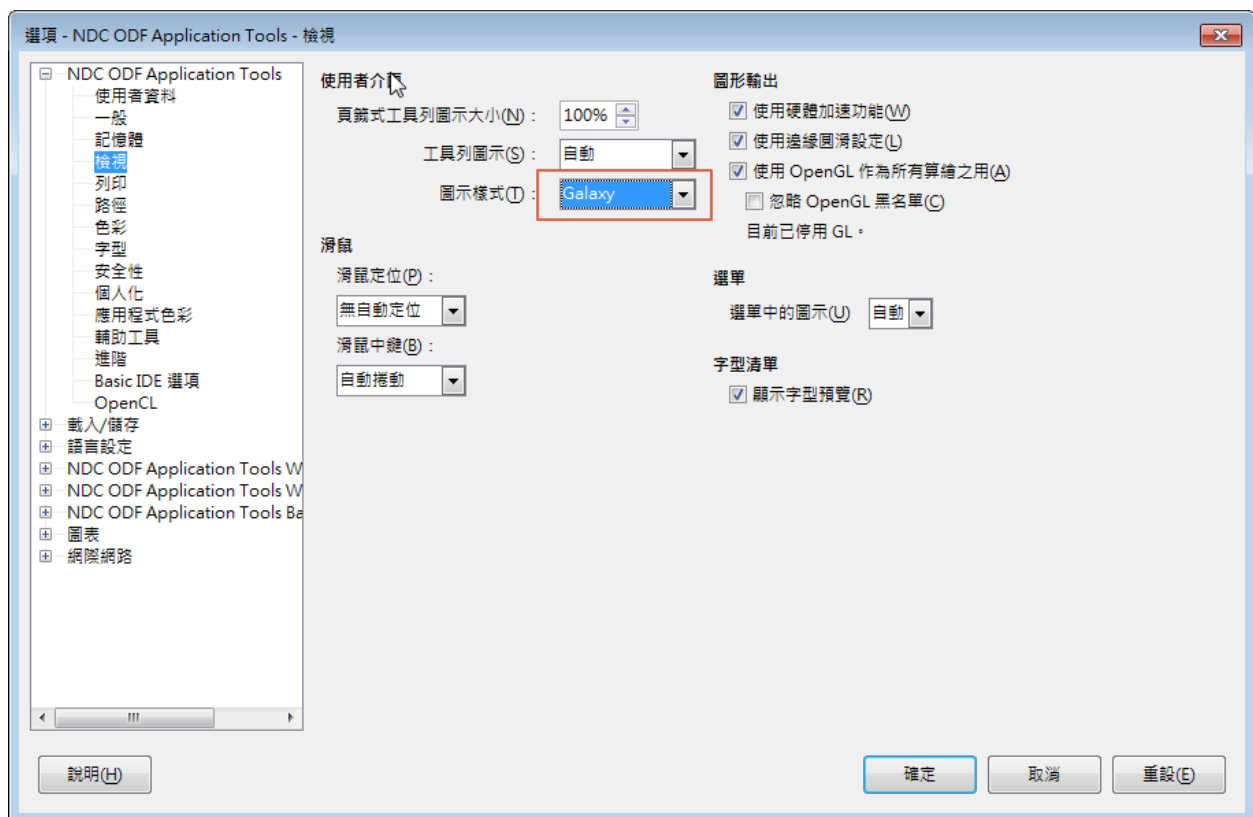 選項 - NDC ODF Application Tools - 檢視
NDC ODF Application Tools
使用者資料
一般
記憶體
檢視
列印
路徑
色彩
字型
安全性
個人化
應用程式色彩
輔助工具
進階
Basic IDE 選項
OpenCL
載入/儲存
語言設定
NDC ODF Application Tools W
NDC ODF Application Tools W
NDC ODF Application Tools Ba
圖表
網際網路
使用者介面
頁籤式工具列圖示大小(N)： 100%
工具列圖示(S)： 自動
圖示樣式(T)： Galaxy
滑鼠
滑鼠定位(P)：
無自動定位
滑鼠中鍵(B)：
自動捲動
圖形輸出
使用硬體加速功能(W)
使用邊緣圓滑設定(L)
使用 OpenGL 作為所有算繪之用(A)
忽略 OpenGL 黑名單(C)
目前已停用 GL。
選單
選單中的圖示(U) 自動
字型清單
顯示字型預覽(R)
說明(H) 確定 取消 重設(E)